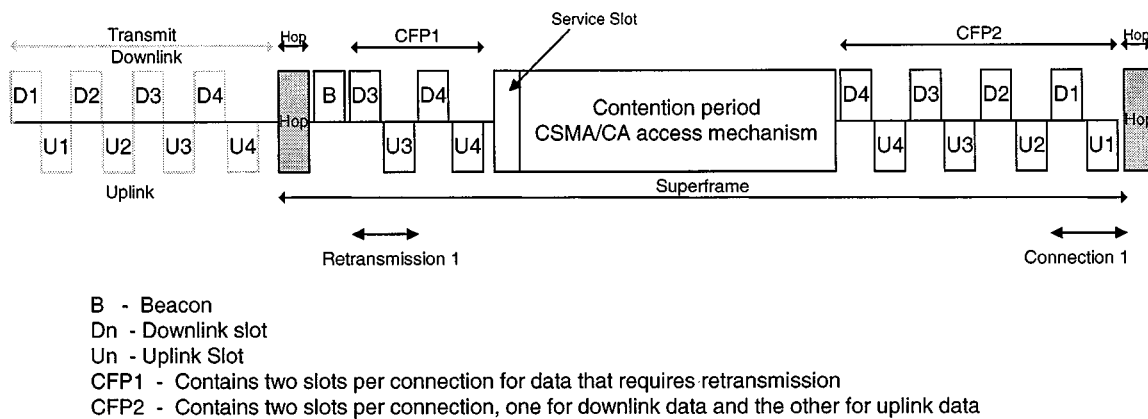 Service Slot
Transmit
Hop
CFP1
CFP2
Hop
Downlink
D1 D2 D3 D4
Hop
B D3 D4
Contention period
CSMA/CA access mechanism
D4 D3 D2 D1
Hop
U1 U2 U3 U4
U3 U4
U4 U3 U2 U1
Uplink
Superframe
Retransmission 1
Connection 1
B - Beacon
Dn - Downlink slot
Un - Uplink Slot
CFP1 - Contains two slots per connection for data that requires retransmission
CFP2 - Contains two slots per connection, one for downlink data and the other for uplink data